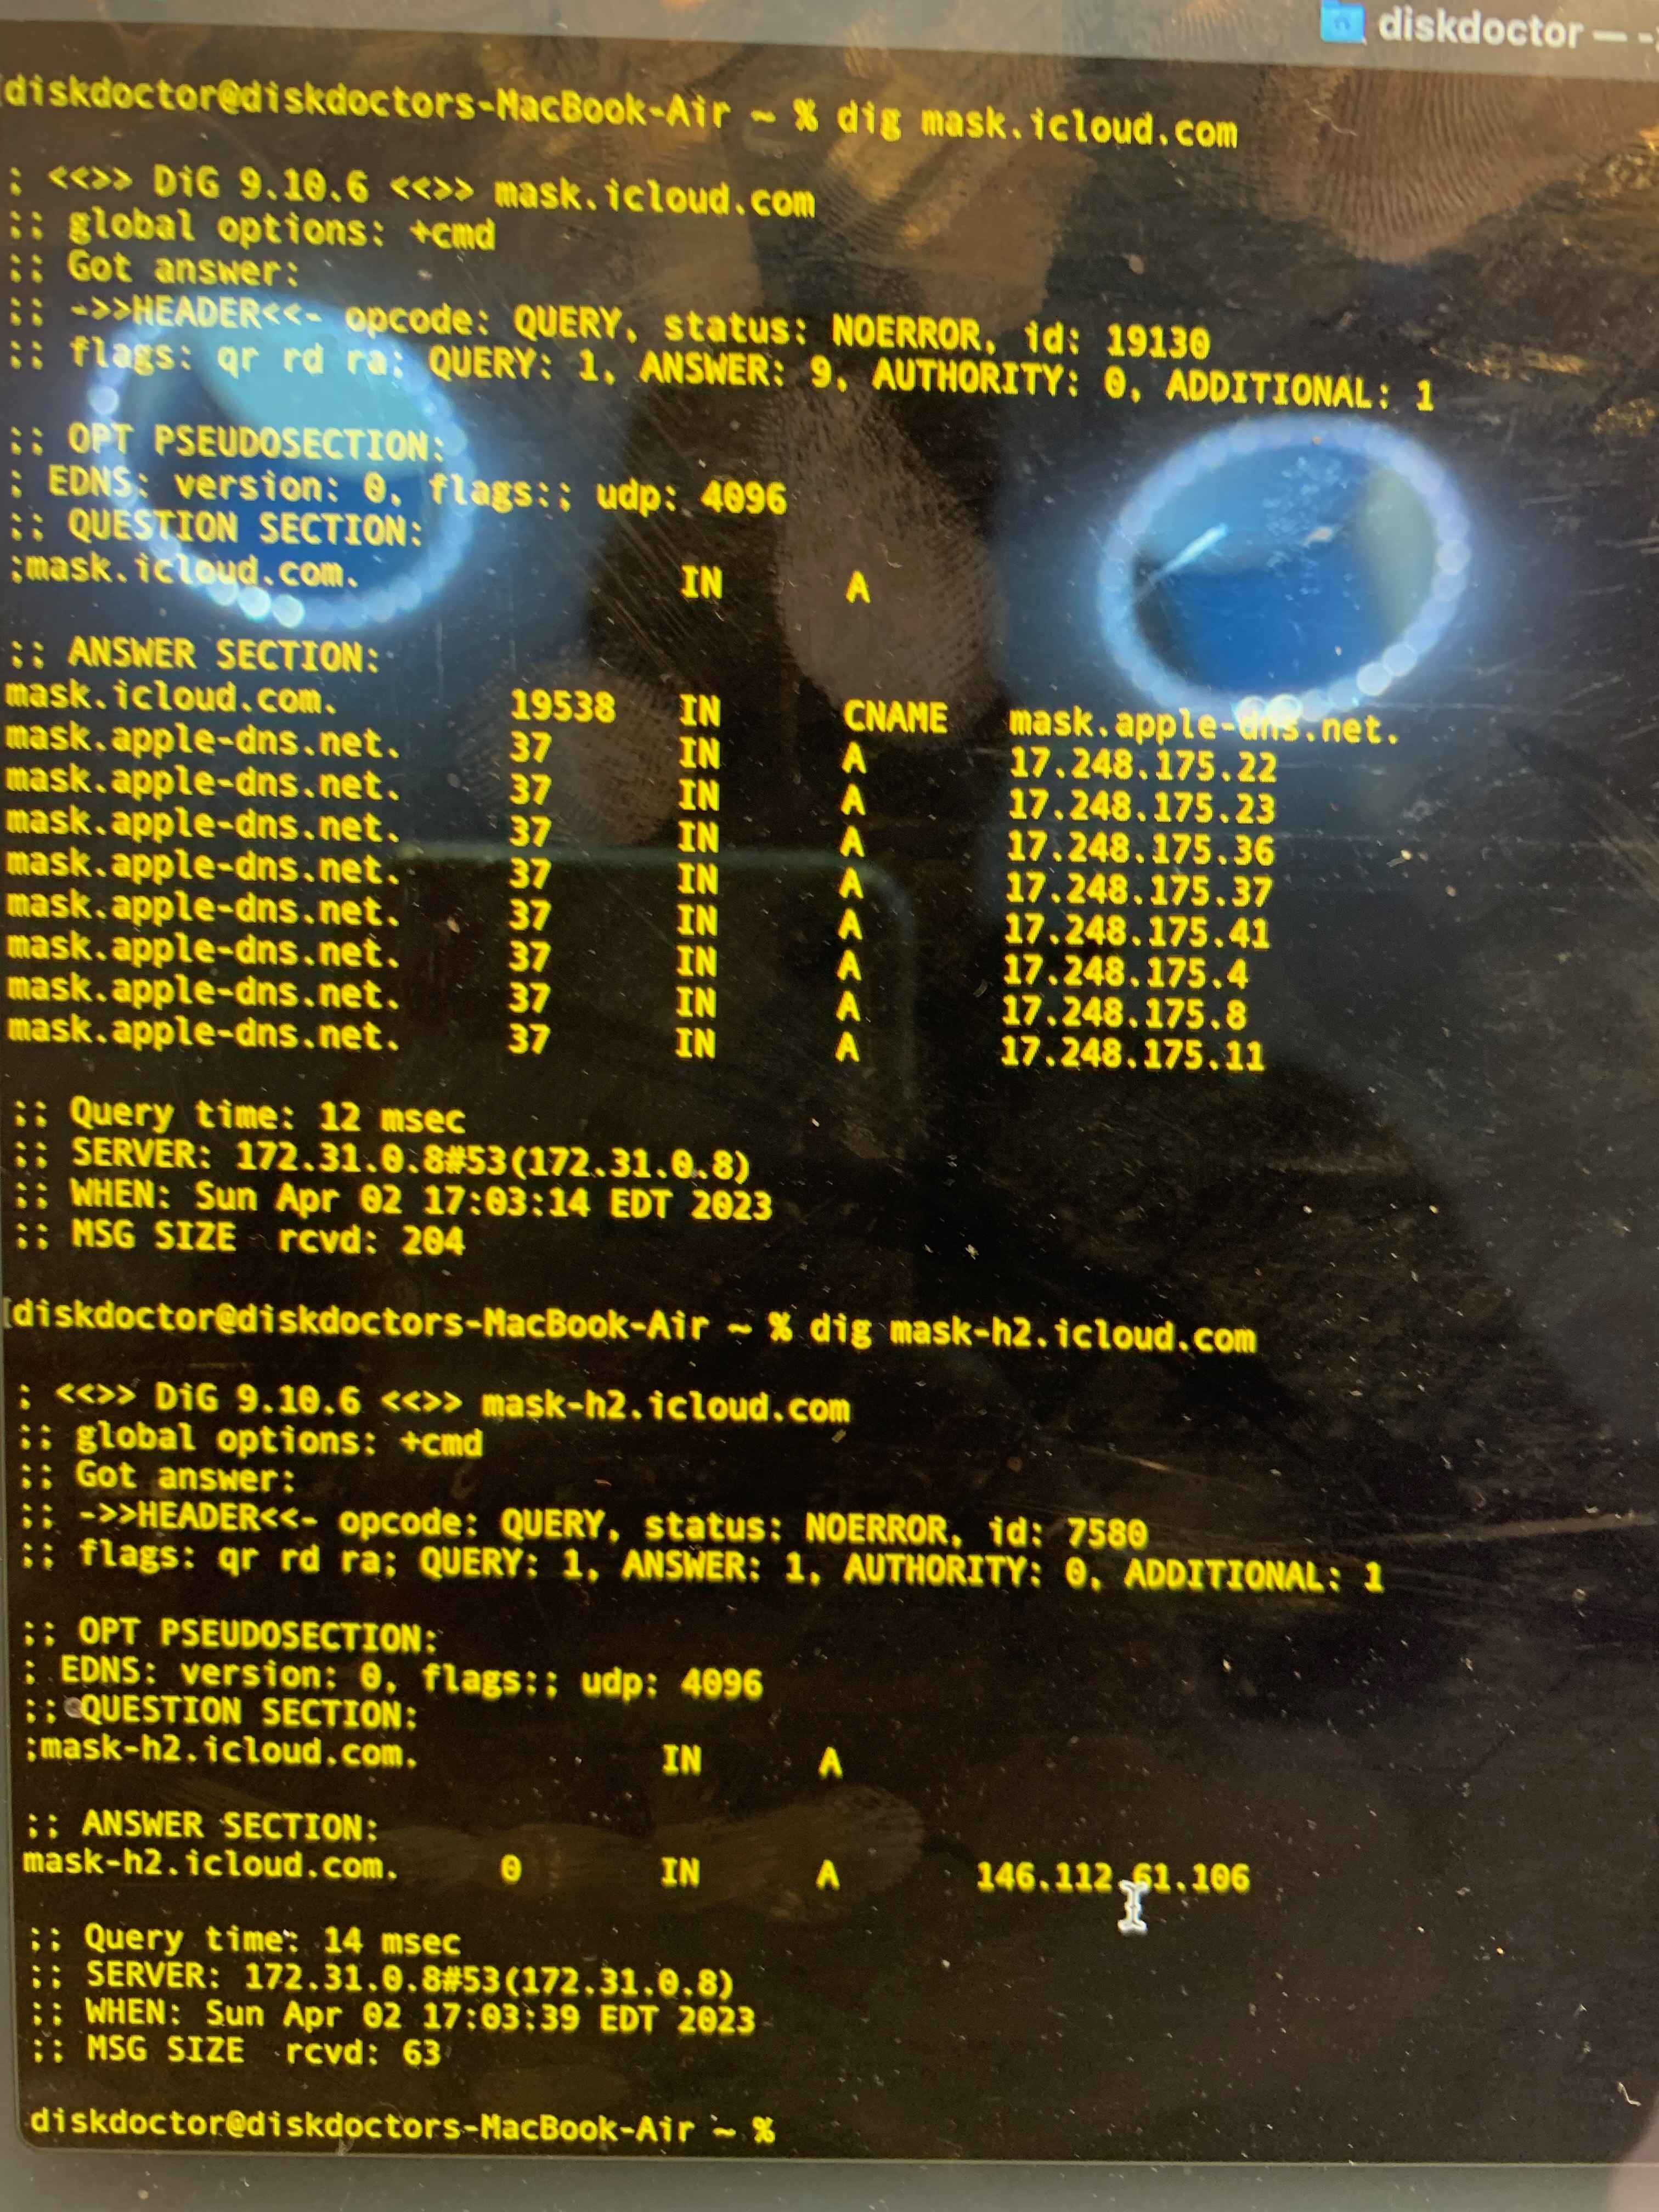 diskdoctor — -
diskdoctor@diskdoctors-MacBook-Air ~ % dig mask.icloud.com
; <<>> DiG 9.10.6 <<>> mask.icloud.com
;; global options: +cmd
;; Got answer:
;; ->>HEADER<<- opcode: QUERY, status: NOERROR, id: 19130
;; flags: qr rd ra; QUERY: 1, ANSWER: 9, AUTHORITY: 0, ADDITIONAL: 1
;; OPT PSEUDOSECTION:
; EDNS: version: 0, flags:; udp: 4096
;; QUESTION SECTION:
;mask.icloud.com. IN A
;; ANSWER SECTION:
mask.icloud.com. 19538 IN CNAME mask.apple-dns.net.
mask.apple-dns.net. 37 IN A 17.248.175.22
mask.apple-dns.net. 37 IN A 17.248.175.23
mask.apple-dns.net. 37 IN A 17.248.175.36
mask.apple-dns.net. 37 IN A 17.248.175.37
mask.apple-dns.net. 37 IN A 17.248.175.41
mask.apple-dns.net. 37 IN A 17.248.175.4
mask.apple-dns.net. 37 IN A 17.248.175.8
mask.apple-dns.net. 37 IN A 17.248.175.11
;; Query time: 12 msec
;; SERVER: 172.31.0.8#53(172.31.0.8)
;; WHEN: Sun Apr 02 17:03:14 EDT 2023
;; MSG SIZE rcvd: 204
[diskdoctor@diskdoctors-MacBook-Air ~ % dig mask-h2.icloud.com
; <<>> DiG 9.10.6 <<>> mask-h2.icloud.com
;; global options: +cmd
;; Got answer:
;; ->>HEADER<<- opcode: QUERY, status: NOERROR, id: 7580
;; flags: qr rd ra; QUERY: 1, ANSWER: 1, AUTHORITY: 0, ADDITIONAL: 1
;; OPT PSEUDOSECTION:
; EDNS: version: 0, flags:; udp: 4096
;; QUESTION SECTION:
;mask-h2.icloud.com. IN A
;; ANSWER SECTION:
mask-h2.icloud.com. 0 IN A 146.112.61.106
;; Query time: 14 msec
;; SERVER: 172.31.0.8#53(172.31.0.8)
;; WHEN: Sun Apr 02 17:03:39 EDT 2023
;; MSG SIZE rcvd: 63
diskdoctor@diskdoctors-MacBook-Air ~ %